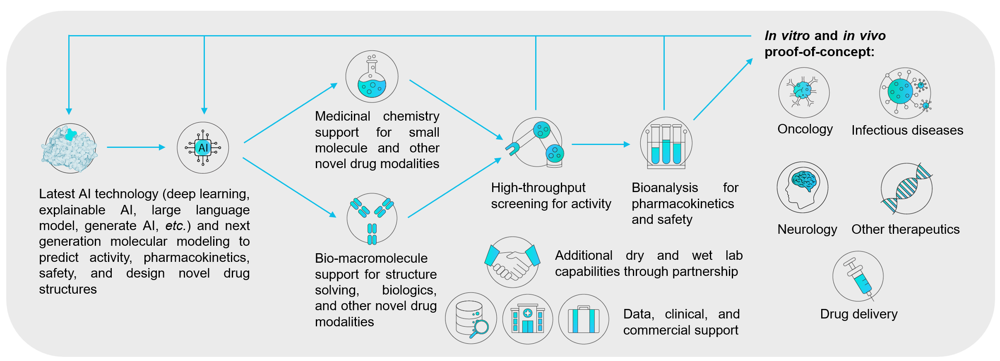 In vitro and in vivo
proof-of-concept:
AI
Latest AI technology (deep learning,
explainable AI, large language
model, generate AI, etc.) and next
generation molecular modeling to
predict activity, pharmacokinetics,
safety, and design novel drug
structures
Medicinal chemistry
support for small
molecule and other
novel drug modalities
Bio-macromolecule
support for structure
solving, biologics,
and other novel drug
modalities
High-throughput
screening for activity
Bioanalysis for
pharmacokinetics
and safety
Additional dry and wet lab
capabilities through partnership
Data, clinical, and
commercial support
Oncology
Infectious diseases
Neurology
Other therapeutics
Drug delivery